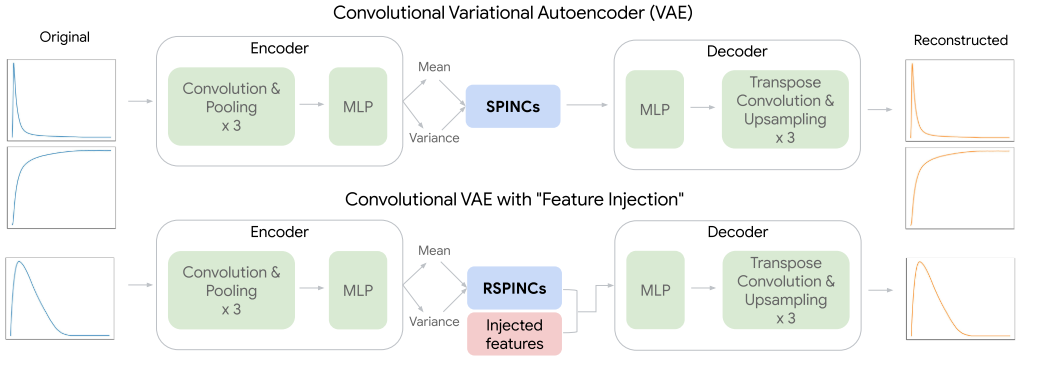 Convolutional Variational Autoencoder (VAE)
Original
Encoder
Convolution &
Pooling
x 3
MLP
Mean
Variance
SPINCs
Decoder
MLP
Transpose
Convolution &
Upsampling
x 3
Reconstructed
Convolutional VAE with "Feature Injection"
Encoder
Convolution &
Pooling
x 3
MLP
Mean
Variance
RSPINCs
Injected
features
Decoder
MLP
Transpose
Convolution &
Upsampling
x 3